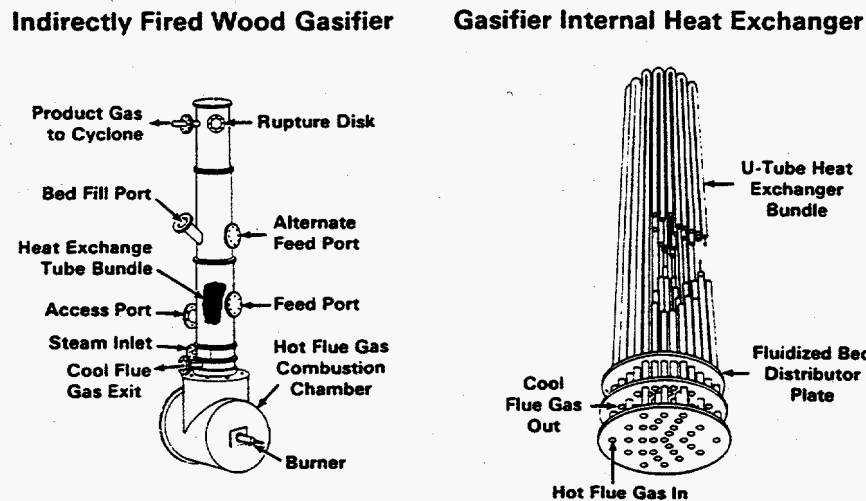 Indirectly Fired Wood Gasifier
Product Gas
to Cyclone
Rupture Disk
Bed Fill Port
Alternate
Feed Port
Heat Exchange
Tube Bundle
Access Port
Feed Port
Steam Inlet
Cool Flue
Gas Exit
Hot Flue Gas
Combustion
Chamber
Burner
Gasifier Internal Heat Exchanger
U-Tube Heat
Exchanger
Bundle
Fluidized Bed
Distributor
Plate
Cool
Flue Gas
Out
Hot Flue Gas In